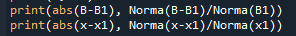 print(abs(B-B1), Norma(B-B1)/Norma(B1))
print(abs(x-x1), Norma(x-x1)/Norma(x1))